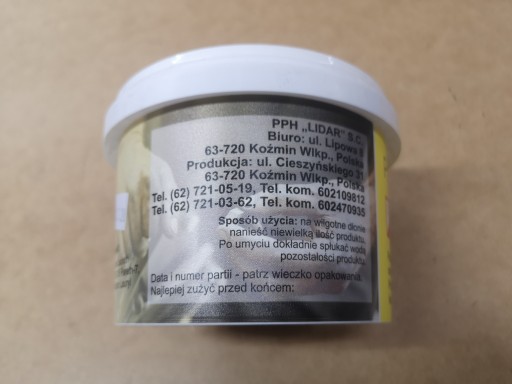 PPH „LIDAR" S.C.
Biuro: ul. Lipowa
63-720 Koźmin Wlkp., Polska
Produkcja: ul. Cieszyńskiego 31
63-720 Koźmin Wlkp., Polska
Tel. (62) 721-05-19, Tel. kom. 602109812
Tel. (62) 721-03-62, Tel. kom. 602470935
Sposób użycia: na wilgotne dłonie
nanieść niewielką ilość produktu.
Po umyciu dokładnie spłukać wodą
pozostałości produktu.
Data i numer partii - patrz wieczko opakowania.
Najlepiej zużyć przed końcem: